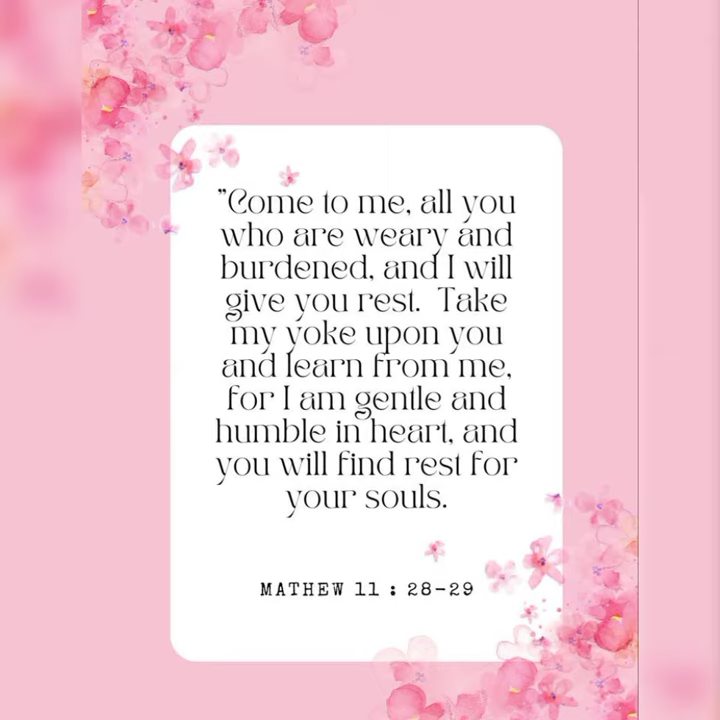 "Come to me, all you
who are weary and
burdened, and I will
give you rest. Take
my yoke upon you
and learn from me,
for I am gentle and
humble in heart, and
you will find rest for
your souls.
MATHEW 11 : 28-29